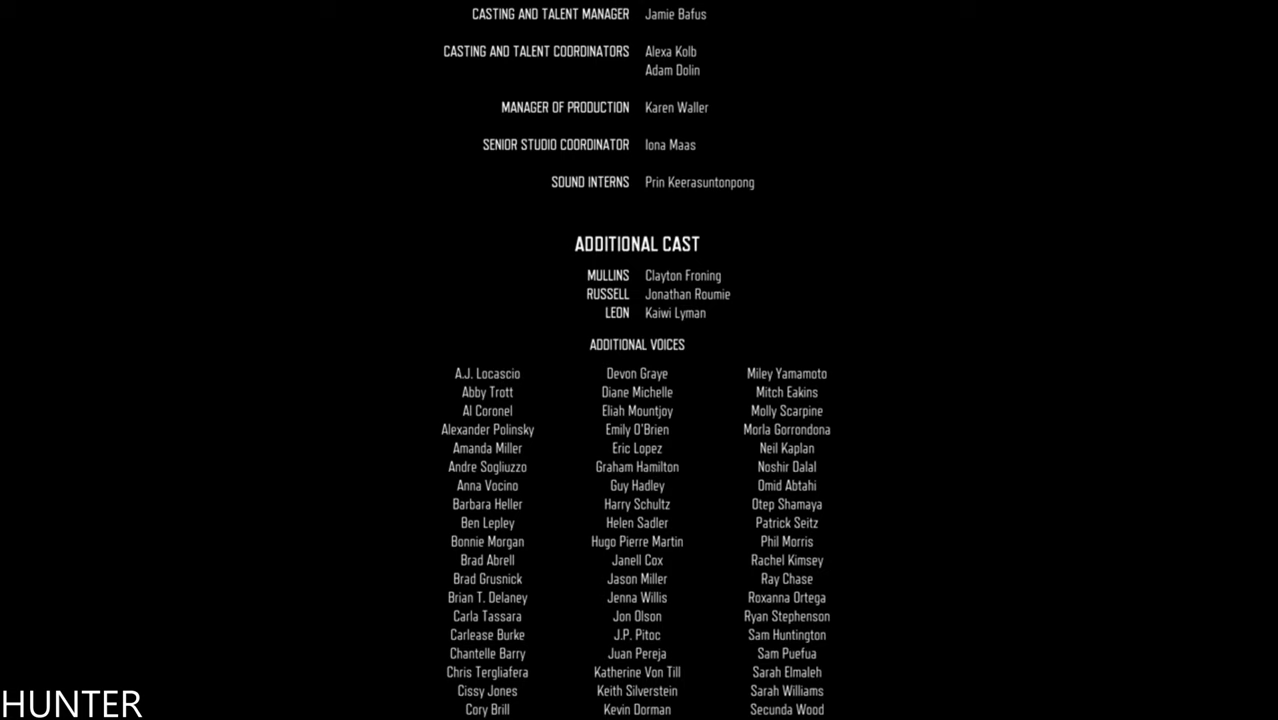 CASTING AND TALENT MANAGER Jamie Bafus
CASTING AND TALENT COORDINATORS Alexa Kolb
Adam Dolin
MANAGER OF PRODUCTION Karen Waller
SENIOR STUDIO COORDINATOR Iona Maas
SOUND INTERNS Prin Keerasuntonpong
ADDITIONAL CAST
MULLINS Clayton Froning
RUSSELL Jonathan Roumie
LEON Kaiwi Lyman
ADDITIONAL VOICES
A.J. Locascio Devon Graye Miley Yamamoto
Abby Trott Diane Michelle Mitch Eakins
Al Coronel Eliah Mountjoy Molly Scarpine
Alexander Polinsky Emily O'Brien Morla Gorrondona
Amanda Miller Eric Lopez Neil Kaplan
Andre Sogliuzzo Graham Hamilton Noshir Dalal
Anna Vocino Guy Hadley Omid Abtahi
Barbara Heller Harry Schultz Otep Shamaya
Ben Lepley Helen Sadler Patrick Seitz
Bonnie Morgan Hugo Pierre Martin Phil Morris
Brad Abrell Janell Cox Rachel Kimsey
Brad Grusnick Jason Miller Ray Chase
Brian T. Delaney Jenna Willis Roxanna Ortega
Carla Tassara Jon Olson Ryan Stephenson
Carlease Burke J.P. Pitoc Sam Huntington
Chantelle Barry Juan Pereja Sam Puefua
Chris Tergliafera Katherine Von Till Sarah Elmaleh
Cissy Jones Keith Silverstein Sarah Williams
Cory Brill Kevin Dorman Secunda Wood
HUNTER